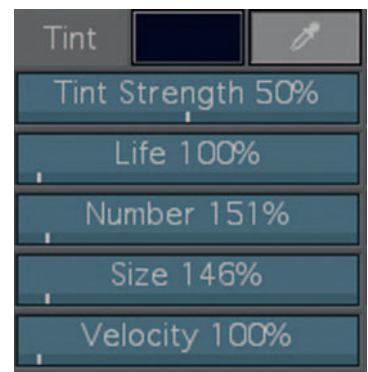 Tint
Tint Strength 50%
Life 100%
Number 151%
Size 146%
Velocity 100%